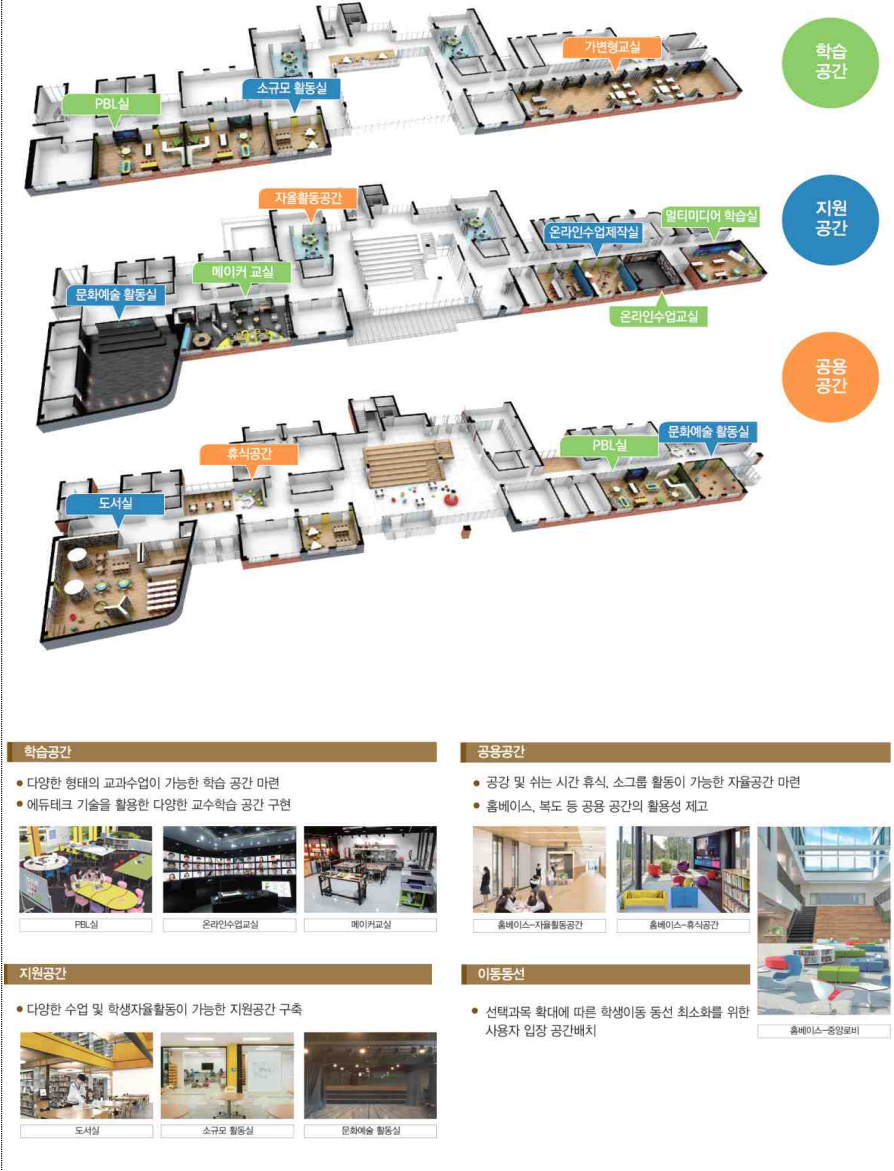 가변형교실
학습
공간
소규모 활동실
PBL실
자율활동공간
멀티미디어 학습실
지원
공간
온라인수업제작실
메이커 교실
문화예술 활동실
온라인수업교실
공용
공간
문화예술 활동실
PBL실
휴식공간
도서실
학습공간
● 다양한 형태의 교과수업이 가능한 학습 공간 마련
● 에듀테크 기술을 활용한 다양한 교수학습 공간 구현
PBL실
온라인수업교실
메이커교실
공용공간
● 공강 및 쉬는 시간 휴식, 소그룹 활동이 가능한 자율공간 마련
● 홈베이스, 복도 등 공용 공간의 활용성 제고
홈베이스-자율활동공간
홈베이스-휴식공간
홈베이스-중앙로비
지원공간
● 다양한 수업 및 학생자율활동이 가능한 지원공간 구축
도서실
소규모 활동실
문화예술 활동실
이동동선
● 선택과목 확대에 따른 학생이동 동선 최소화를 위한
사용자 입장 공간배치